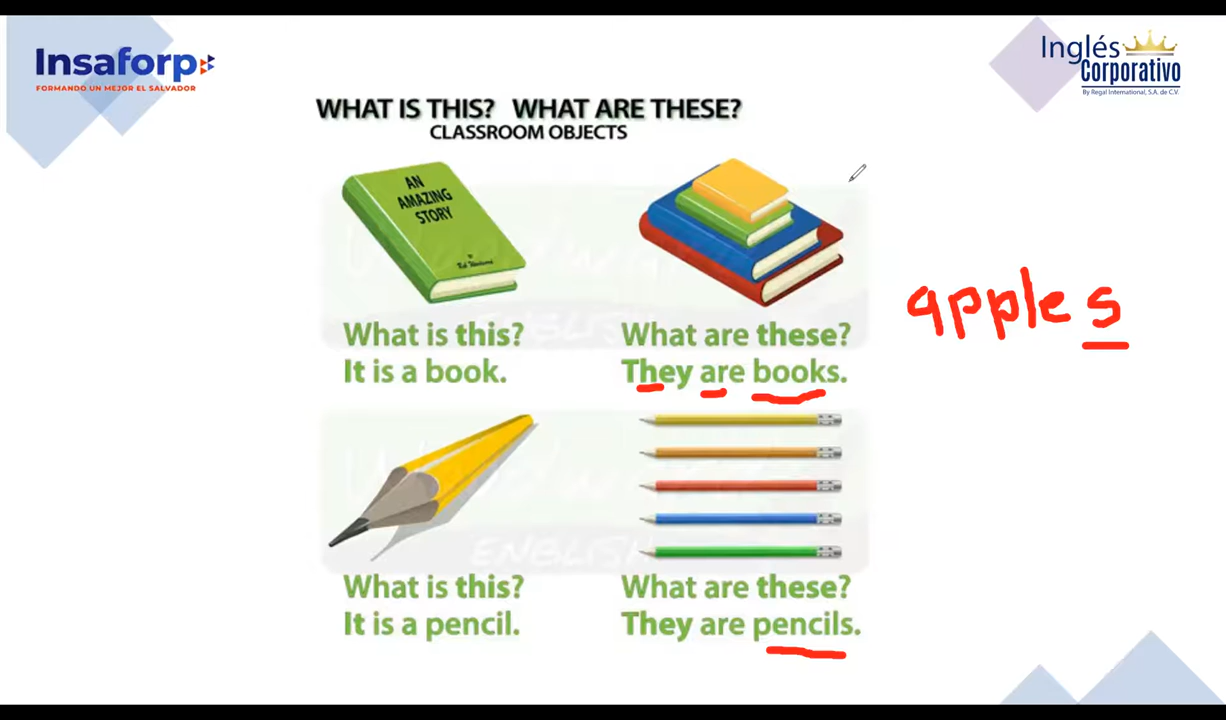 Insaforp
FORMANDO UN MEJOR EL SALVADOR
Inglés
Corporativo
By Regal International, S.A. de C.V.
WHAT IS THIS? WHAT ARE THESE?
CLASSROOM OBJECTS
AN
AMAZING
STORY
What is this?
It is a book.
What are these?
They are books.
apples
ENGLISH
What is this?
It is a pencil.
What are these?
They are pencils.